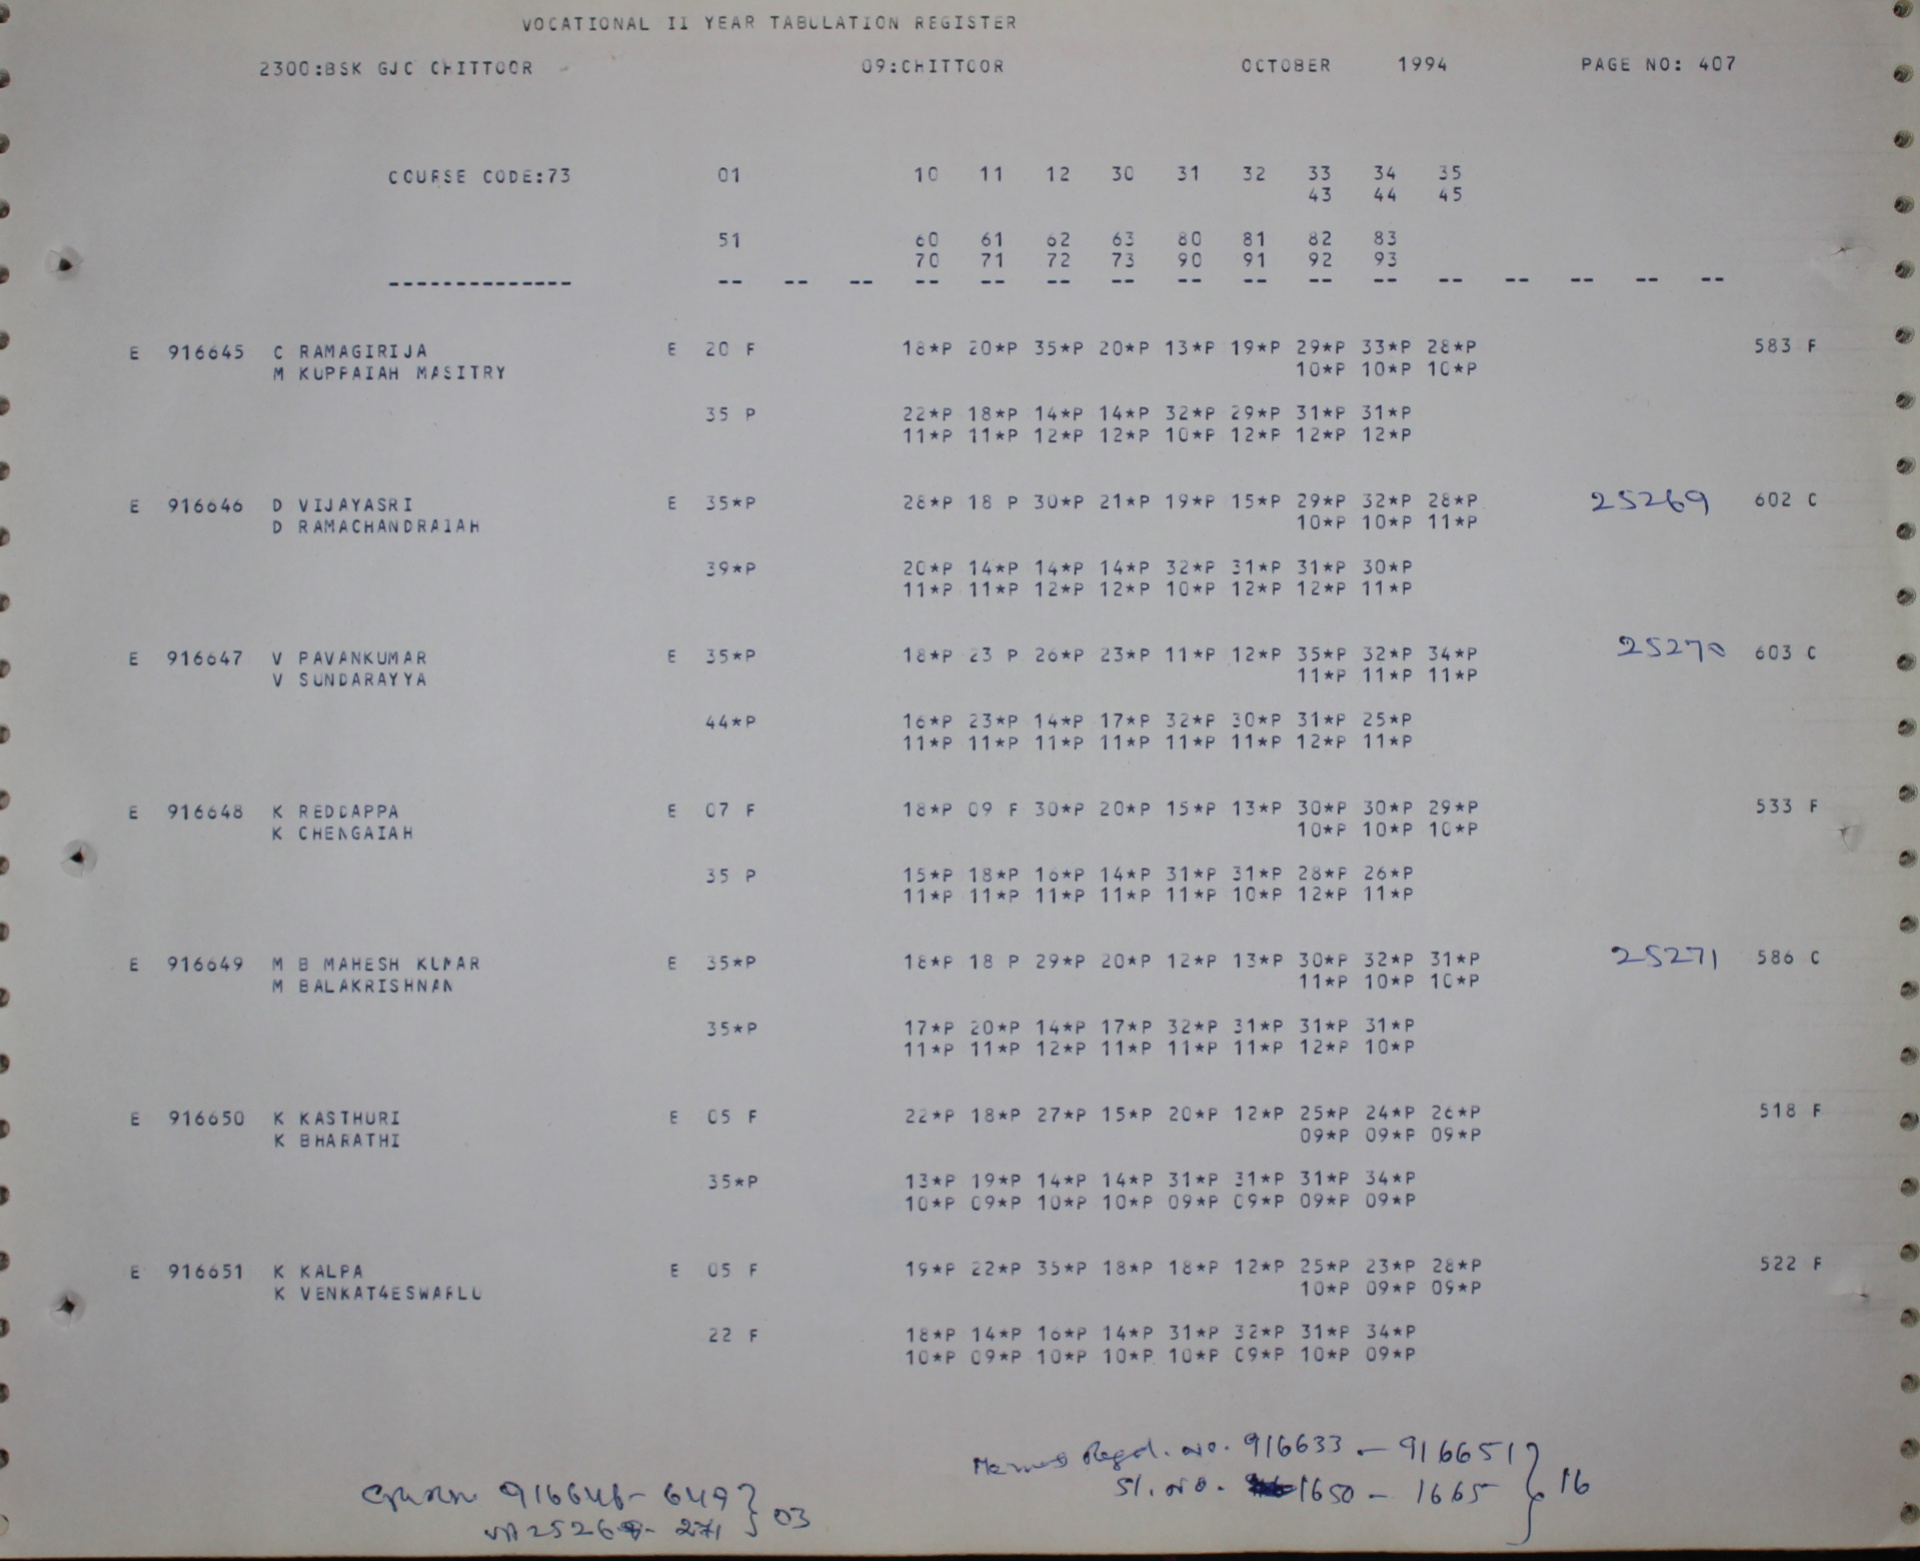 VOCATIONAL II YEAR TABULATION REGISTER
2300:BSK GJC CHITTOOR 09:CHITTOOR OCTOBER 1994 PAGE NO: 407
COURSE CODE:73 01 10 11 12 30 31 32 33 34 35
43 44 45
51 60 61 62 63 80 81 82 83
70 71 72 73 90 91 92 93
-------------- -- -- -- -- -- -- -- -- -- -- -- -- -- -- -- --
E 916645 C RAMAGIRIJA E 20 F 18*P 20*P 35*P 20*P 13*P 19*P 29*P 33*P 28*P 583 F
M KUPPAIAH MASITRY 10*P 10*P 10*P
35 P 22*P 18*P 14*P 14*P 32*P 29*P 31*P 31*P
11*P 11*P 12*P 12*P 10*P 12*P 12*P 12*P
E 916646 D VIJAYASRI E 35*P 28*P 18 P 30*P 21*P 19*P 15*P 29*P 32*P 28*P 25269 602 C
D RAMACHANDRAIAH 10*P 10*P 11*P
39*P 20*P 14*P 14*P 14*P 32*P 31*P 31*P 30*P
11*P 11*P 12*P 12*P 10*P 12*P 12*P 11*P
E 916647 V PAVANKUMAR E 35*P 18*P 23 P 26*P 23*P 11*P 12*P 35*P 32*P 34*P 25270 603 C
V SUNDARAYYA 11*P 11*P 11*P
44*P 16*P 23*P 14*P 17*P 32*P 30*P 31*P 25*P
11*P 11*P 11*P 11*P 11*P 11*P 12*P 11*P
E 916648 K REDDAPPA E 07 F 18*P 09 F 30*P 20*P 15*P 13*P 30*P 30*P 29*P 533 F
K CHENGAIAH 10*P 10*P 10*P
35 P 15*P 18*P 16*P 14*P 31*P 31*P 28*P 26*P
11*P 11*P 11*P 11*P 11*P 10*P 12*P 11*P
E 916649 M B MAHESH KUMAR E 35*P 18*P 18 P 29*P 20*P 12*P 13*P 30*P 32*P 31*P 25271 586 C
M BALAKRISHNAN 11*P 10*P 10*P
35*P 17*P 20*P 14*P 17*P 32*P 31*P 31*P 31*P
11*P 11*P 12*P 11*P 11*P 11*P 12*P 10*P
E 916650 K KASTHURI E 05 F 22*P 18*P 27*P 15*P 20*P 12*P 25*P 24*P 26*P 518 F
K BHARATHI 09*P 09*P 09*P
35*P 13*P 19*P 14*P 14*P 31*P 31*P 31*P 34*P
10*P 09*P 10*P 10*P 09*P 09*P 09*P 09*P
E 916651 K KALPA E 05 F 19*P 22*P 35*P 18*P 18*P 12*P 25*P 23*P 28*P 522 F
K VENKAT4ESWARLU 10*P 09*P 09*P
22 F 18*P 14*P 16*P 14*P 31*P 32*P 31*P 34*P
10*P 09*P 10*P 10*P 10*P 09*P 10*P 09*P
Regd. No. 916633 - 916651
Sl. No. 1650 - 1665 } 16
916646 - 649 } 03
25269 - 271